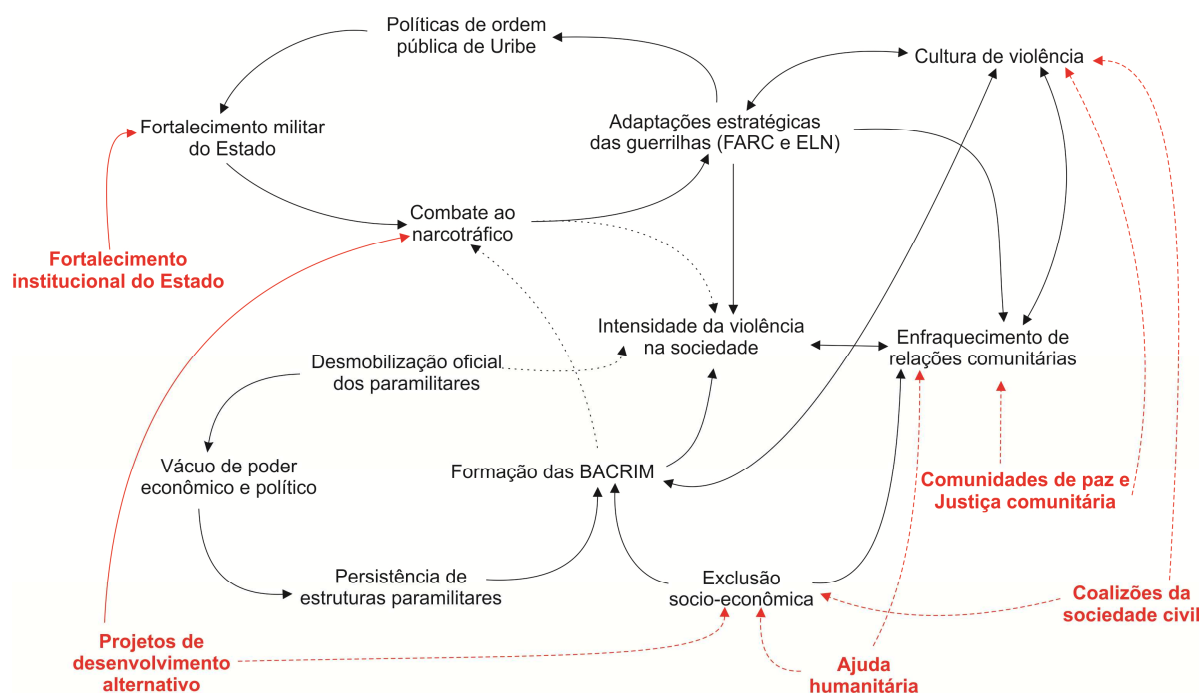 Políticas de ordem
pública de Uribe
Cultura de violência
Fortalecimento militar
do Estado
Adaptações estratégicas
das guerrilhas (FARC e ELN)
Combate ao
narcotráfico
Fortalecimento
institucional do Estado
Intensidade da violência
na sociedade
Enfraquecimento de
relações comunitárias
Desmobilização oficial
dos paramilitares
Vácuo de poder
econômico e político
Formação das BACRIM
Comunidades de paz e
Justiça comunitária
Persistência de
estruturas paramilitares
Exclusão
socio-econômica
Coalizões da
sociedade civil
Projetos de
desenvolvimento
alternativo
Ajuda
humanitária